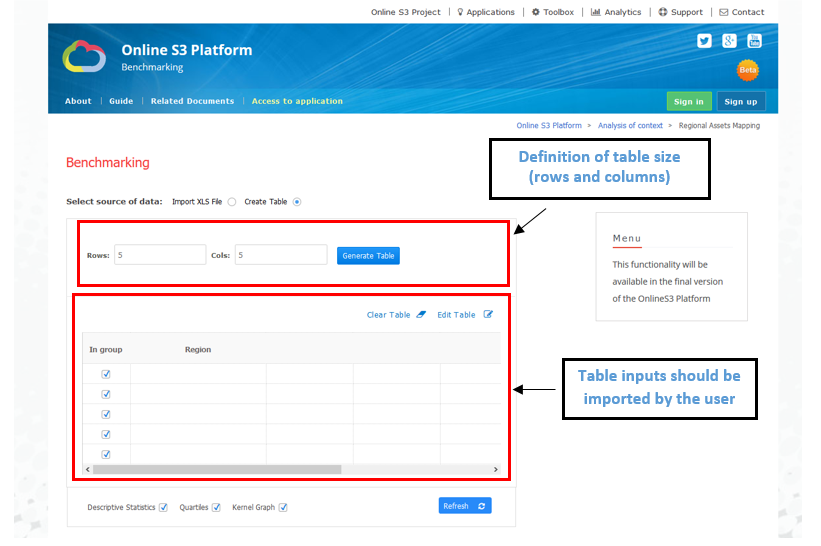 Online S3 Project | Applications | Toolbox | Analytics | Support | Contact
Online S3 Platform
Benchmarking
Beta
About | Guide | Related Documents | Access to application
Sign in Sign up
Online S3 Platform > Analysis of context > Regional Assets Mapping
Definition of table size
(rows and columns)
Benchmarking
Select source of data: Import XLS File Create Table
Rows: 5 Cols: 5 Generate Table
Menu
This functionality will be
available in the final version
of the OnlineS3 Platform
Clear Table Edit Table
In group Region
Table inputs should be
imported by the user
Descriptive Statistics Quartiles Kernel Graph Refresh